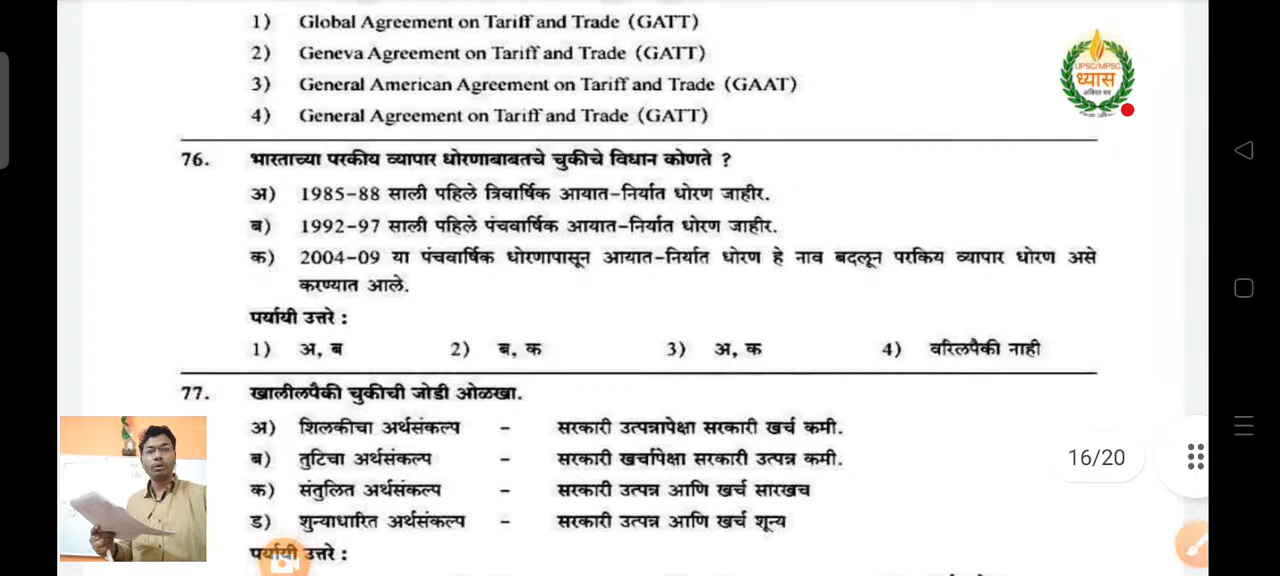 1) Global Agreement on Tariff and Trade (GATT)
2) Geneva Agreement on Tariff and Trade (GATT)
3) General American Agreement on Tariff and Trade (GAAT)
4) General Agreement on Tariff and Trade (GATT)
UPSC/MPSC
ध्यास
76. भारताच्या परकीय व्यापार धोरणाबाबतचे चुकीचे विधान कोणते ?
अ) 1985-88 साली पहिले त्रिवार्षिक आयात-निर्यात धोरण जाहीर.
ब) 1992-97 साली पहिले पंचवार्षिक आयात-निर्यात धोरण जाहीर.
क) 2004-09 या पंचवार्षिक धोरणापासून आयात-निर्यात धोरण हे नाव बदलून परकिय व्यापार धोरण असे
करण्यात आले.
पर्यायी उत्तरे :
1) अ, ब 2) ब, क 3) अ, क 4) वरिलपैकी नाही
77. खालीलपैकी चुकीची जोडी ओळखा.
अ) शिलकीचा अर्थसंकल्प - सरकारी उत्पन्नापेक्षा सरकारी खर्च कमी.
ब) तुटिचा अर्थसंकल्प - सरकारी खर्चापेक्षा सरकारी उत्पन्न कमी.
क) संतुलित अर्थसंकल्प - सरकारी उत्पन्न आणि खर्च सारखच
ड) शुन्याधारित अर्थसंकल्प - सरकारी उत्पन्न आणि खर्च शून्य
पर्यायी उत्तरे :
16/20